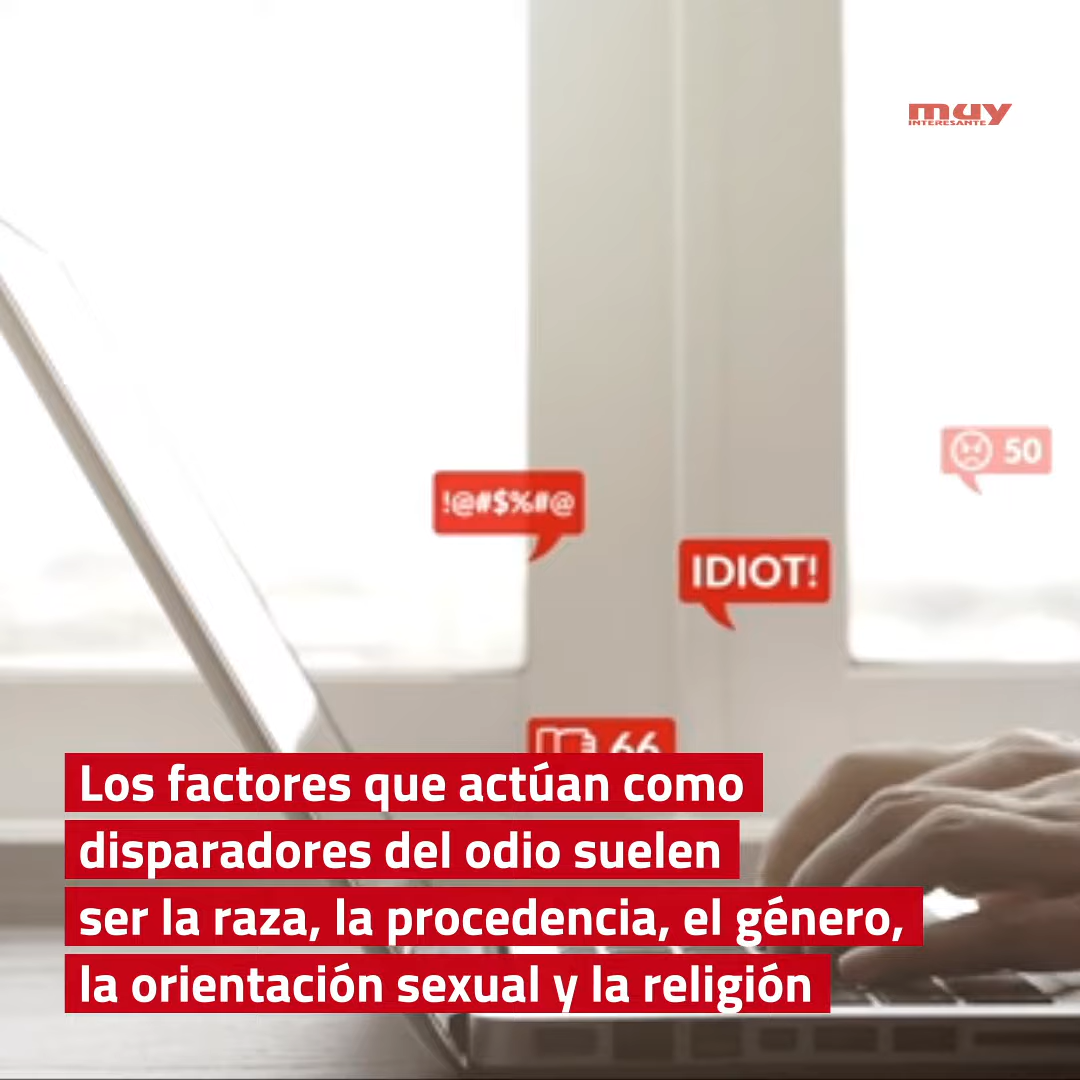 muy
INTERESANTE
50
!@#$%#@
IDIOT!
66
Los factores que actúan como
disparadores del odio suelen
ser la raza, la procedencia, el género,
la orientación sexual y la religión